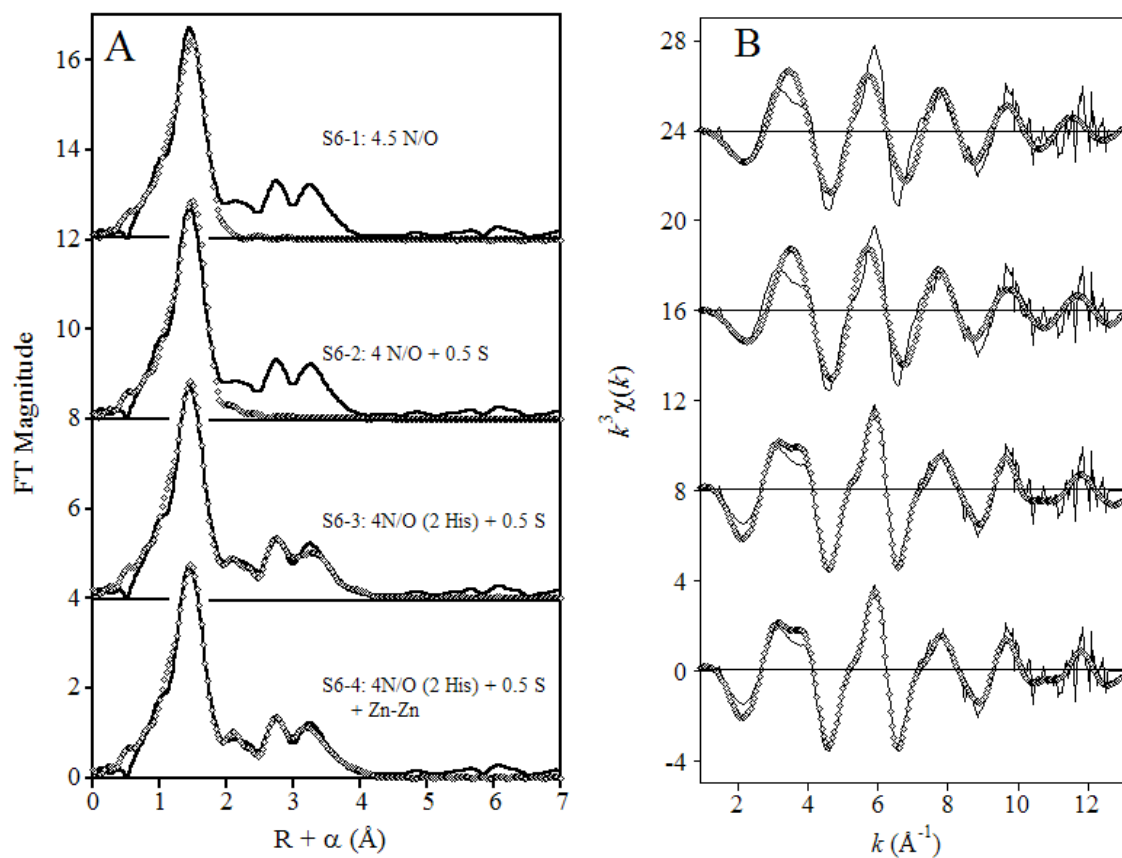 A
16
14
12
10
8
6
4
2
0
S6-1: 4.5 N/O
S6-2: 4 N/O + 0.5 S
S6-3: 4N/O (2 His) + 0.5 S
S6-4: 4N/O (2 His) + 0.5 S
+ Zn-Zn
FT Magnitude
0 1 2 3 4 5 6 7
R + α (Å)
B
28
24
20
16
12
8
4
0
-4
k³χ(k)
2 4 6 8 10 12
k (Å⁻¹)